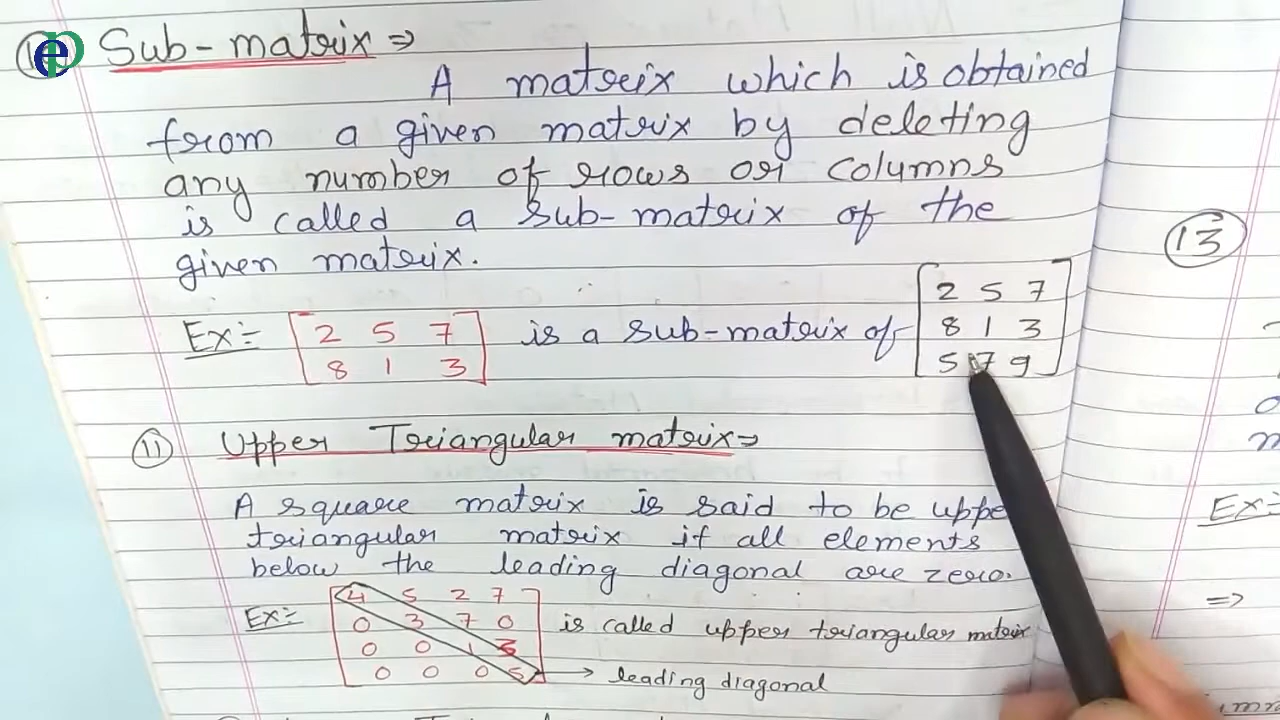 Sub-matrix ⇒
A matrix which is obtained
from a given matrix by deleting
any number of rows or columns
is called a sub-matrix of the
given matrix.
Ex:- [2 5 7
8 1 3] is a sub-matrix of [2 5 7
8 1 3
5 7 9]
11 Upper Triangular matrix ⇒
A square matrix is said to be uppe
triangular matrix if all elements
below the leading diagonal are zero.
Ex:- [4 5 2 7
0 3 7 0
0 0 1 3
0 0 0 5] is called upper triangular matrix
→ leading diagonal
13
Ex:-
⇒